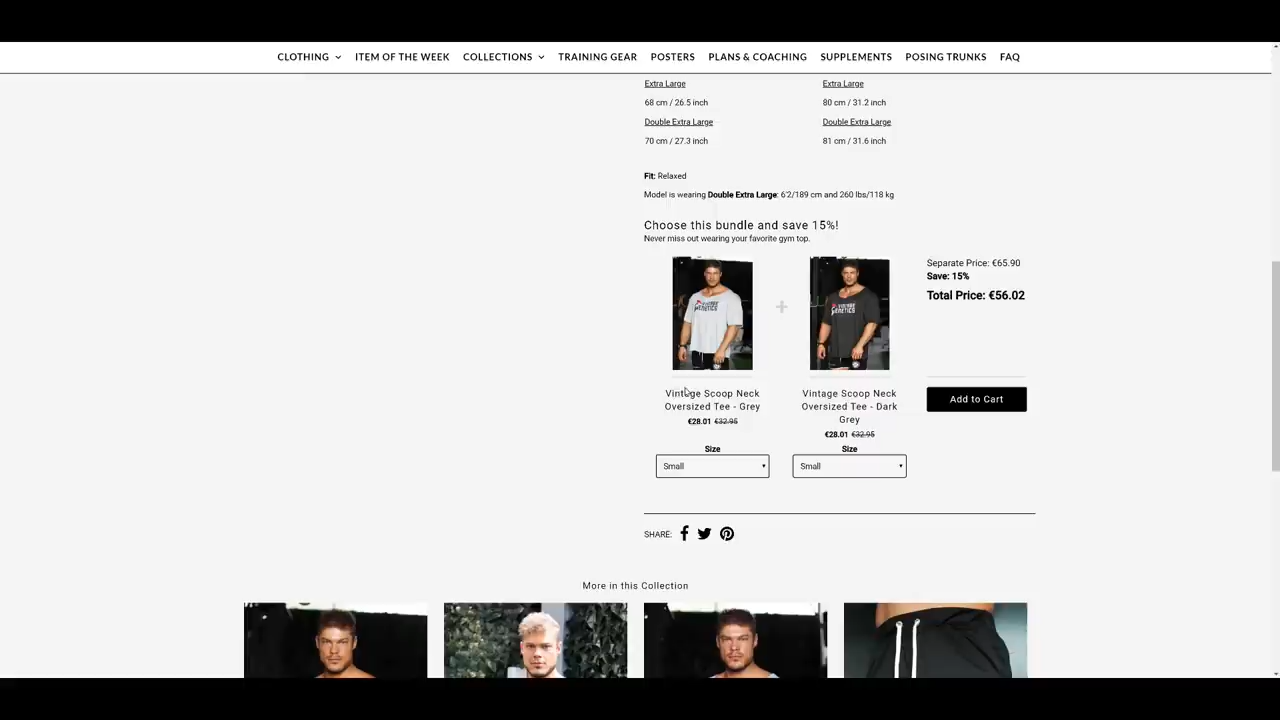 CLOTHING ITEM OF THE WEEK COLLECTIONS TRAINING GEAR POSTERS PLANS & COACHING SUPPLEMENTS POSING TRUNKS FAQ
Extra Large Extra Large
68 cm / 26.5 inch 80 cm / 31.2 inch
Double Extra Large Double Extra Large
70 cm / 27.3 inch 81 cm / 31.6 inch
Fit: Relaxed
Model is wearing Double Extra Large: 6'2/189 cm and 260 lbs/118 kg
Choose this bundle and save 15%!
Never miss out wearing your favorite gym top.
VINTAGE
GENETICS
+
VINTAGE
GENETICS
Separate Price: €65.90
Save: 15%
Total Price: €56.02
Vintage Scoop Neck
Oversized Tee - Grey
€28.01 €32.95
Size
Small
Vintage Scoop Neck
Oversized Tee - Dark
Grey
€28.01 €32.95
Size
Small
Add to Cart
SHARE:
More in this Collection